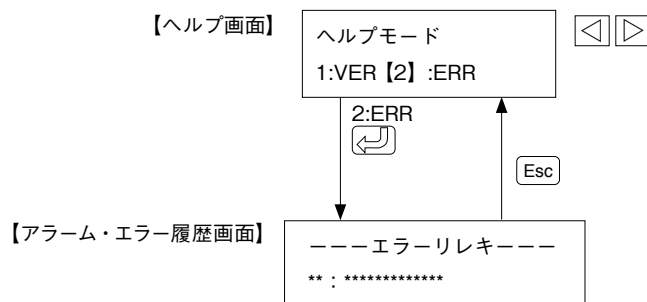 【ヘルプ画面】
ヘルプモード
1:VER【2】:ERR
2:ERR
Esc
【アラーム・エラー履歴画面】
ーーーエラーリレキーーー
** : *************